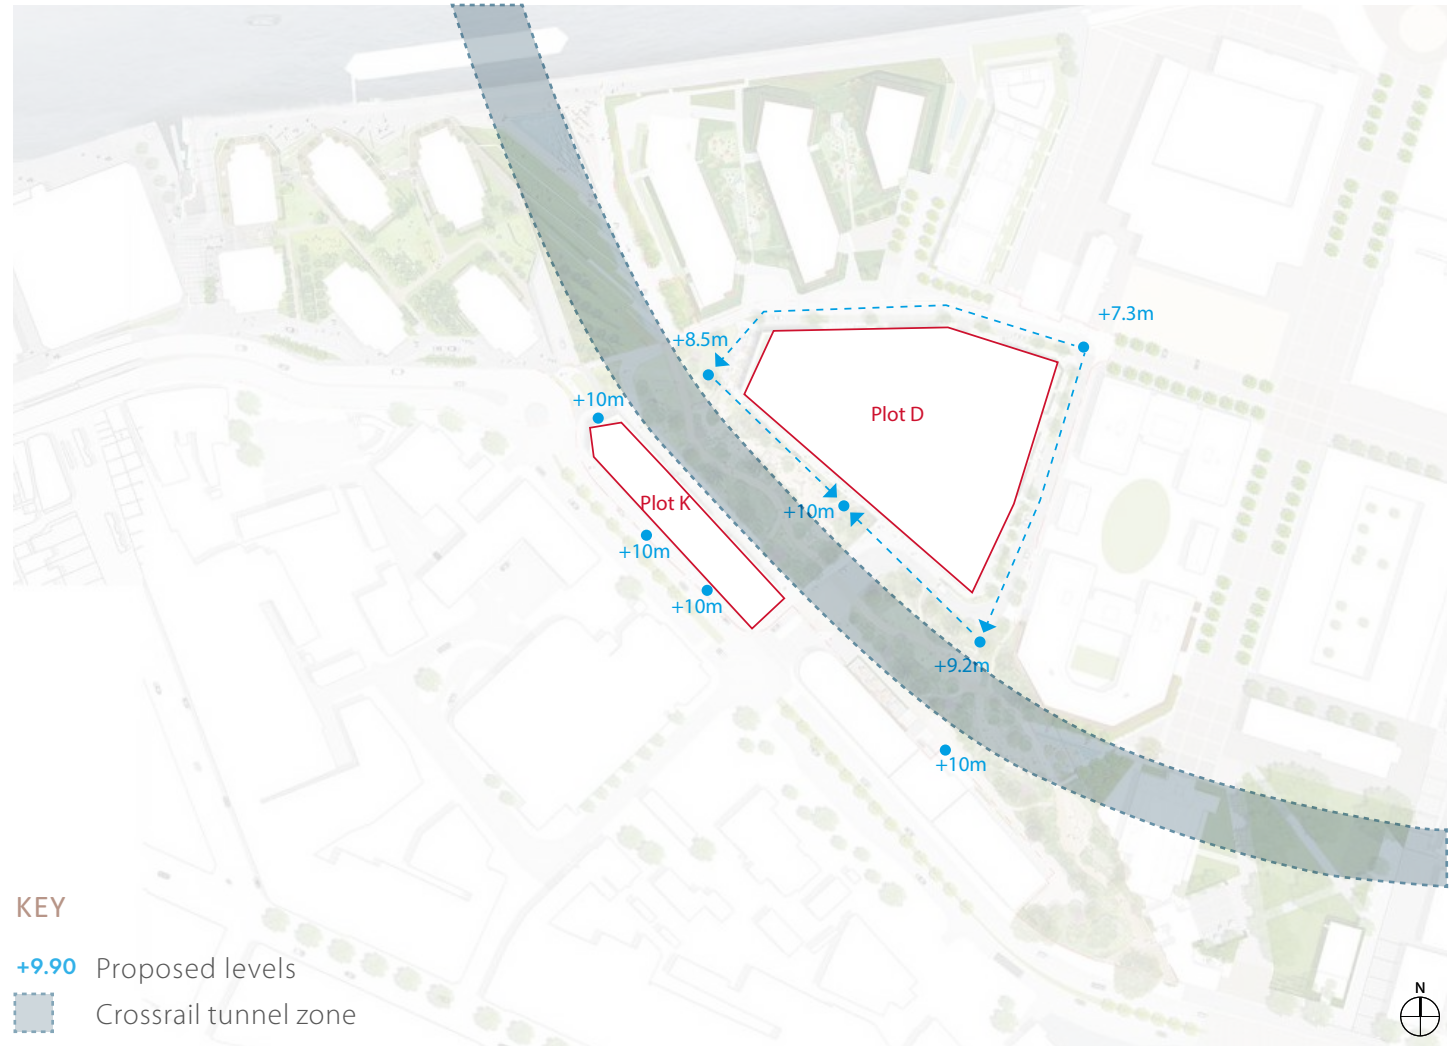 +7.3m
+8.5m
+10m
Plot D
Plot K
+10m
+10m
+10m
+9.2m
+10m
KEY
+9.90 Proposed levels
Crossrail tunnel zone
N